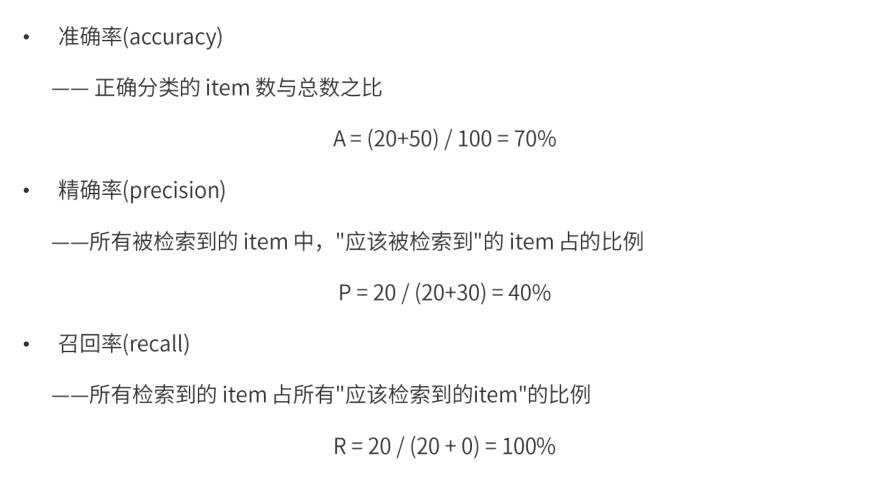 • 准确率(accuracy)
—— 正确分类的 item 数与总数之比
A = (20+50) / 100 = 70%
• 精确率(precision)
——所有被检索到的 item 中，"应该被检索到"的 item 占的比例
P = 20 / (20+30) = 40%
• 召回率(recall)
——所有检索到的 item 占所有"应该检索到的item"的比例
R = 20 / (20 + 0) = 100%